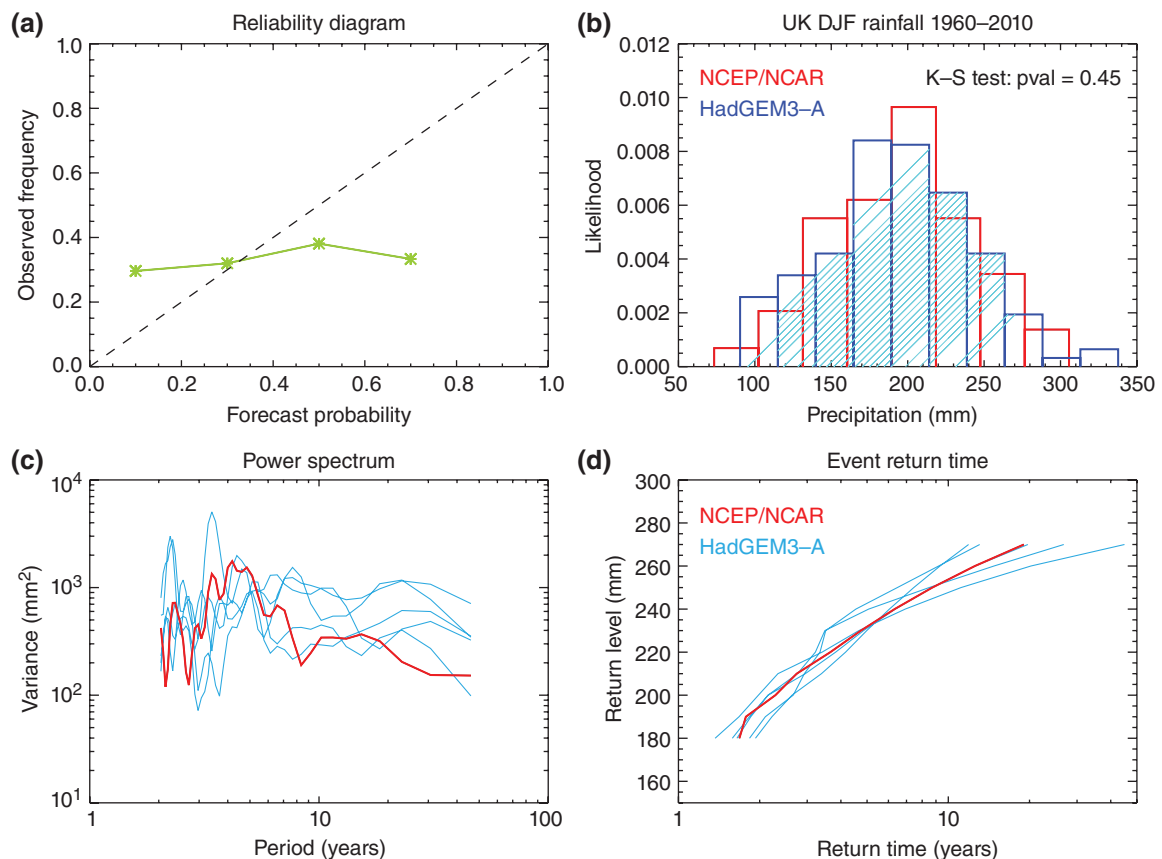 (a)
Reliability diagram
1.0
0.8
0.6
0.4
0.2
0.0
Observed frequency
0.0 0.2 0.4 0.6 0.8 1.0
Forecast probability
(b)
UK DJF rainfall 1960–2010
NCEP/NCAR
HadGEM3–A
K–S test: pval = 0.45
0.012
0.010
0.008
0.006
0.004
0.002
0.000
Likelihood
50 100 150 200 250 300 350
Precipitation (mm)
(c)
Power spectrum
10⁴
10³
10²
10¹
Variance (mm²)
1 10 100
Period (years)
(d)
Event return time
NCEP/NCAR
HadGEM3–A
300
280
260
240
220
200
180
160
Return level (mm)
1 10
Return time (years)